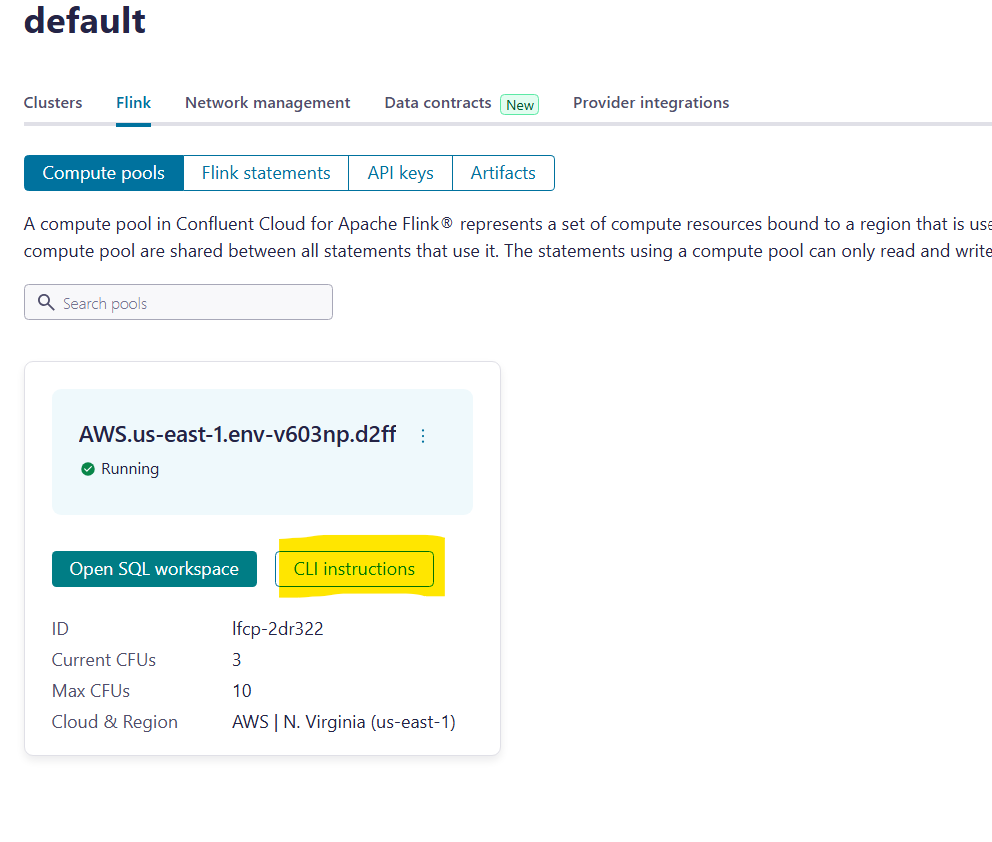 default
Clusters Flink Network management Data contracts New Provider integrations
Compute pools Flink statements API keys Artifacts
A compute pool in Confluent Cloud for Apache Flink® represents a set of compute resources bound to a region that is use
compute pool are shared between all statements that use it. The statements using a compute pool can only read and write
Search pools
AWS.us-east-1.env-v603np.d2ff
Running
Open SQL workspace CLI instructions
ID lfcp-2dr322
Current CFUs 3
Max CFUs 10
Cloud & Region AWS | N. Virginia (us-east-1)